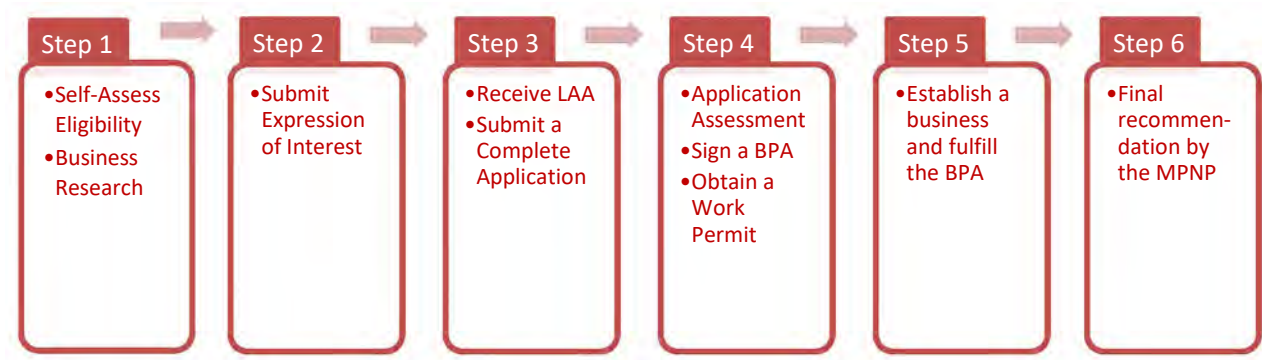 Step 1
•Self-Assess
Eligibility
•Business
Research
Step 2
•Submit
Expression
of Interest
Step 3
•Receive LAA
•Submit a
Complete
Application
Step 4
•Application
Assessment
•Sign a BPA
•Obtain a
Work
Permit
Step 5
•Establish a
business
and fulfill
the BPA
Step 6
•Final
recommen-
dation by
the MPNP